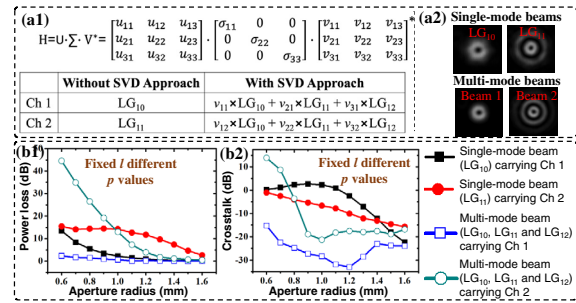 (a1)
H=U·∑· V*= [u11 u12 u13 u21 u22 u23 u31 u32 u33] · [σ11 0 0 0 σ22 0 0 0 σ33] · [v11 v12 v13 v21 v22 v23 v31 v32 v33]*
Without SVD Approach With SVD Approach
Ch 1 LG10 v11×LG10 + v21×LG11 + v31×LG12
Ch 2 LG11 v12×LG10 + v22×LG11 + v32×LG12
(a2)
Single-mode beams
LG10 LG11
Multi-mode beams
Beam 1 Beam 2
(b1)
Fixed l different
p values
Power loss (dB)
50
40
30
20
10
0
0.6 0.8 1.0 1.2 1.4 1.6
Aperture radius (mm)
(b2)
Fixed l different
p values
Crosstalk (dB)
20
10
0
-10
-20
-30
0.6 0.8 1.0 1.2 1.4 1.6
Aperture radius (mm)
Single-mode beam
(LG10) carrying Ch 1
Single-mode beam
(LG11) carrying Ch 2
Multi-mode beam
(LG10, LG11 and LG12)
carrying Ch 1
Multi-mode beam
(LG10, LG11 and LG12)
carrying Ch 2